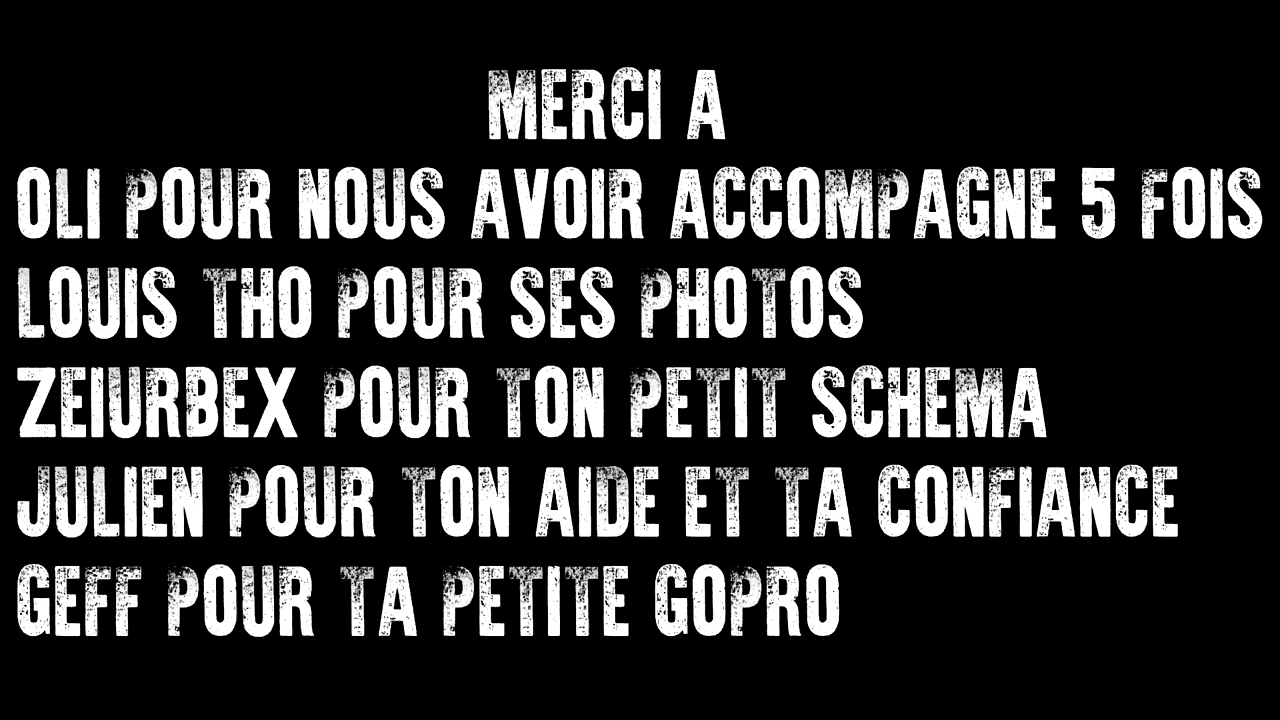 MERCI A
OLI POUR NOUS AVOIR ACCOMPAGNE 5 FOIS
LOUIS THO POUR SES PHOTOS
ZEIURBEX POUR TON PETIT SCHEMA
JULIEN POUR TON AIDE ET TA CONFIANCE
GEFF POUR TA PETITE GOPRO